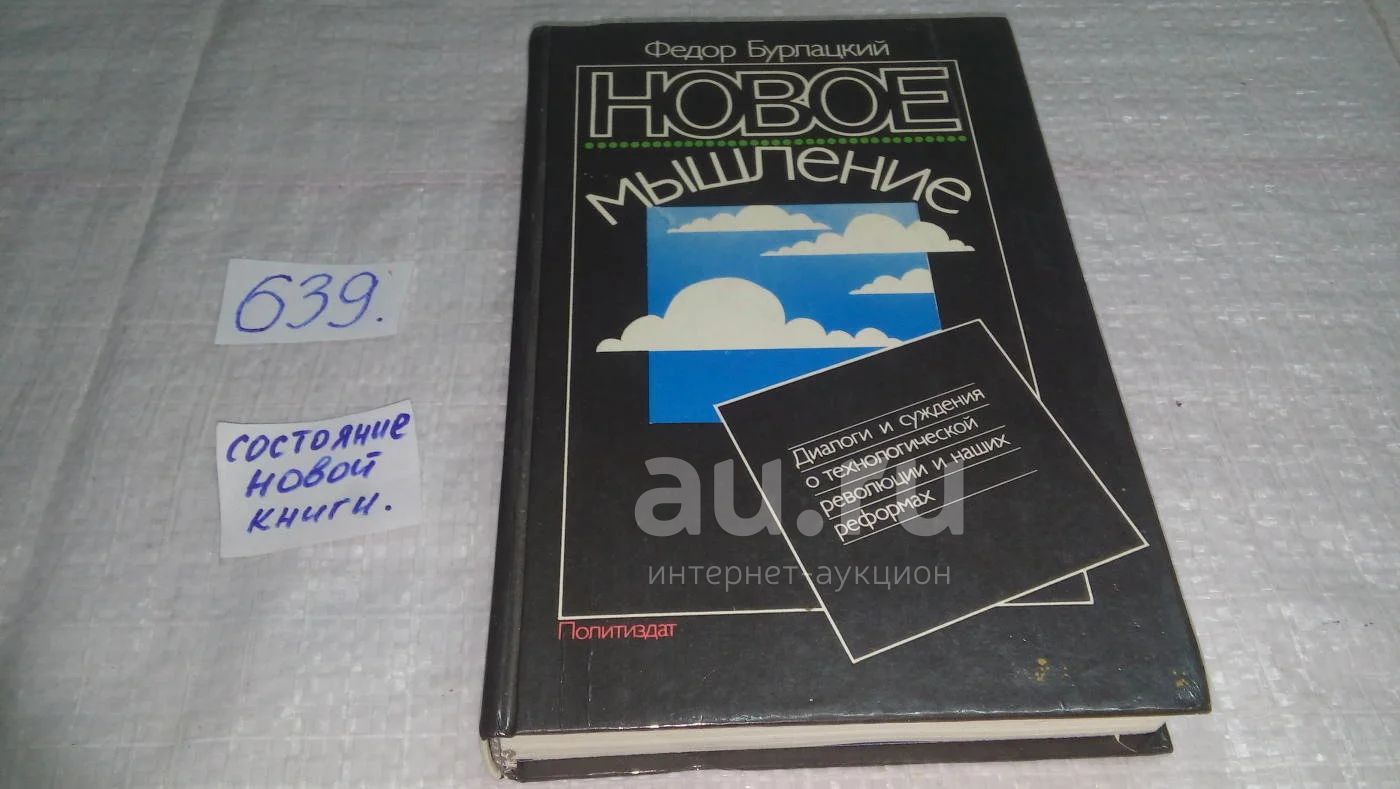 Федор Бурлацкий
НОВОЕ
мышление
639.
состояние
новой
книги.
Диалоги и суждения
о технологической
революции и наших
реформах
au.ru
интернет-аукцион
Политиздат